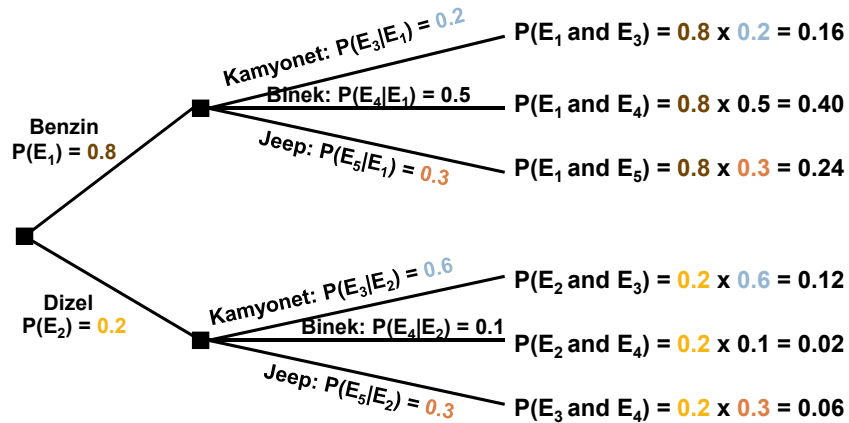 Kamyonet: P(E₃|E₁) = 0.2
P(E₁ and E₃) = 0.8 x 0.2 = 0.16
Binek: P(E₄|E₁) = 0.5
P(E₁ and E₄) = 0.8 x 0.5 = 0.40
Benzin
P(E₁) = 0.8
Jeep: P(E₅|E₁) = 0.3
P(E₁ and E₅) = 0.8 x 0.3 = 0.24
Kamyonet: P(E₃|E₂) = 0.6
P(E₂ and E₃) = 0.2 x 0.6 = 0.12
Dizel
P(E₂) = 0.2
Binek: P(E₄|E₂) = 0.1
P(E₂ and E₄) = 0.2 x 0.1 = 0.02
Jeep: P(E₅|E₂) = 0.3
P(E₃ and E₄) = 0.2 x 0.3 = 0.06